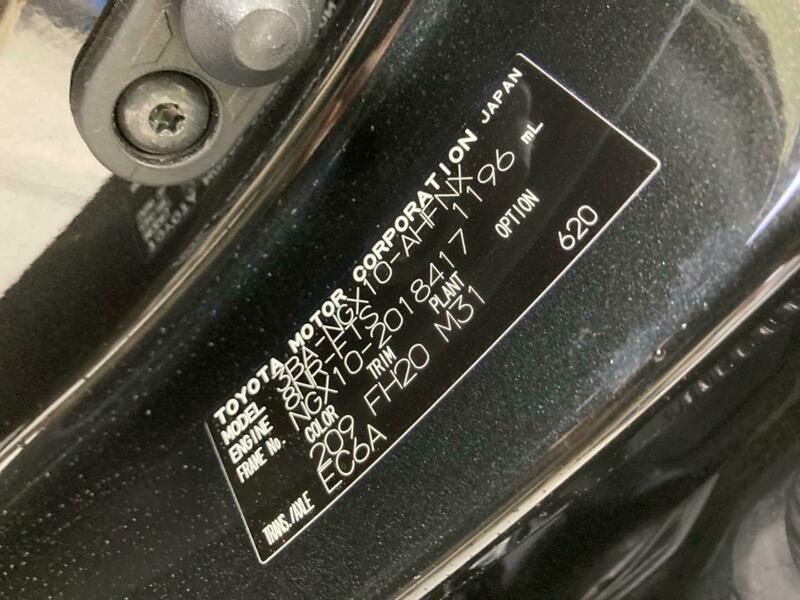 TOYOTA MOTOR CORPORATION JAPAN
MODEL 3BA-NGX10-AHFNX
ENGINE 8NR-FTS 1196 mL
FRAME No. NGX10-2018417
COLOR TRIM PLANT OPTION
209 FH20 M31 620
TRANS./AXLE EC6A